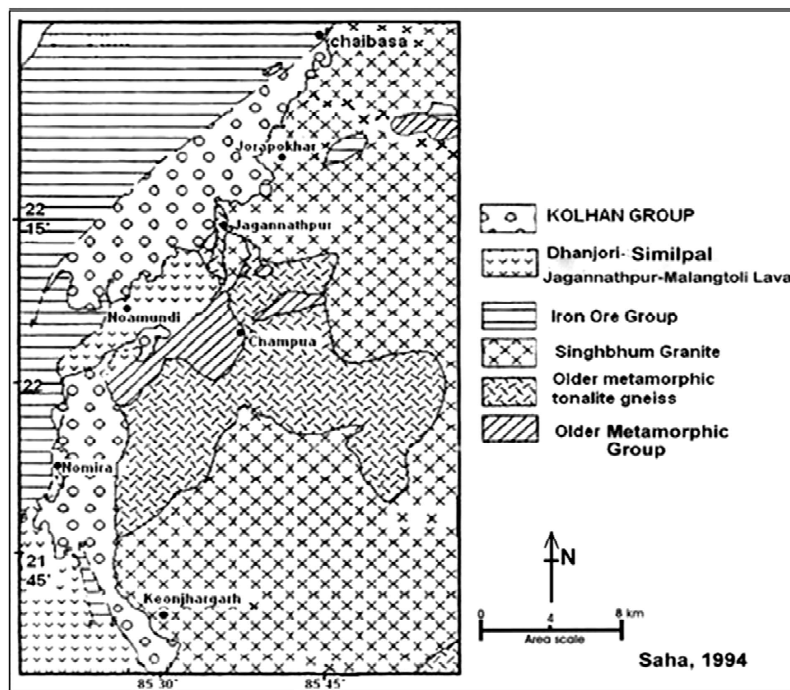 chaibasa
Jorapokhar
22
15'
Jagannathpur
Noamundi
Champua
22
Nomira
21
45'
Keonjhargarh
85 30'
85 45'
KOLHAN GROUP
Dhanjori- Similpal
Jagannathpur-Malangtoli Lava
Iron Ore Group
Singhbhum Granite
Older metamorphic
tonalite gneiss
Older Metamorphic
Group
N
0 4 8 km
Area scale
Saha, 1994